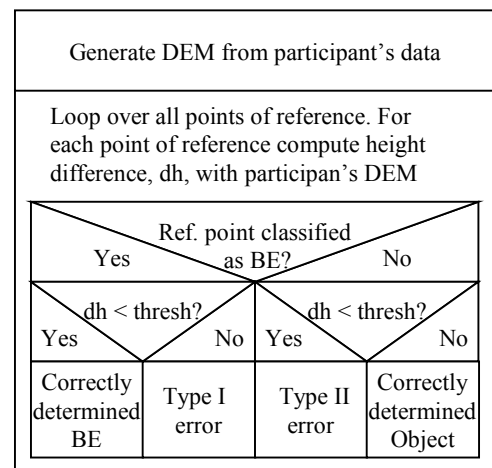 Generate DEM from participant's data
Loop over all points of reference. For
each point of reference compute height
difference, dh, with participan's DEM
Ref. point classified
as BE?
Yes
No
dh < thresh?
Yes
No
dh < thresh?
Yes
No
Correctly
determined
BE
Type I
error
Type II
error
Correctly
determined
Object